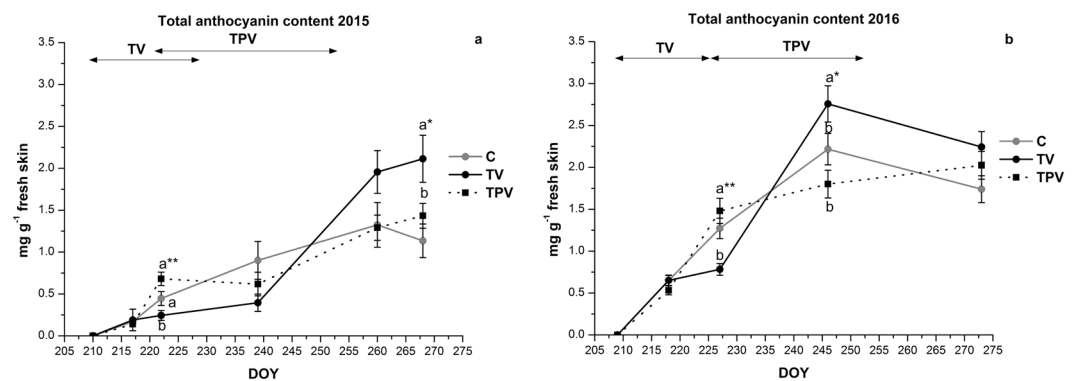 Total anthocyanin content 2015
a
TV
TPV
3.5
3.0
2.5
2.0
1.5
1.0
0.5
0.0
mg g-1 fresh skin
a**
a
b
a*
b
C
TV
TPV
205 210 215 220 225 230 235 240 245 250 255 260 265 270 275
DOY
Total anthocyanin content 2016
b
TV
TPV
3.5
3.0
2.5
2.0
1.5
1.0
0.5
0.0
mg g-1 fresh skin
a**
b
a*
b
b
C
TV
TPV
205 210 215 220 225 230 235 240 245 250 255 260 265 270 275
DOY